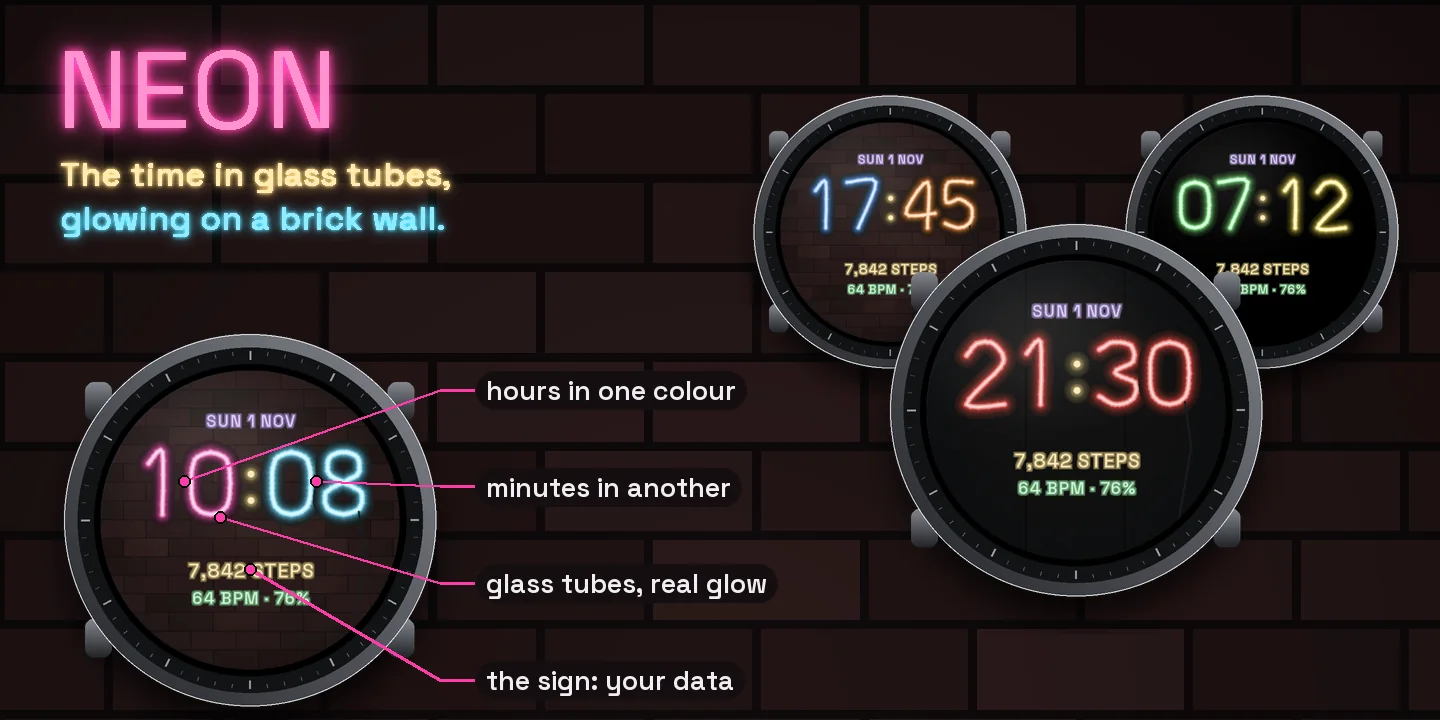 NEON
The time in glass tubes,
glowing on a brick wall.
SUN 1 NOV
10:08
7,842 STEPS
64 BPM · 76%
hours in one colour
minutes in another
glass tubes, real glow
the sign: your data
SUN 1 NOV
17:45
7,842 STEPS
64 BPM · 7
SUN 1 NOV
07:12
7,842 STEPS
BPM · 76%
SUN 1 NOV
21:30
7,842 STEPS
64 BPM · 76%